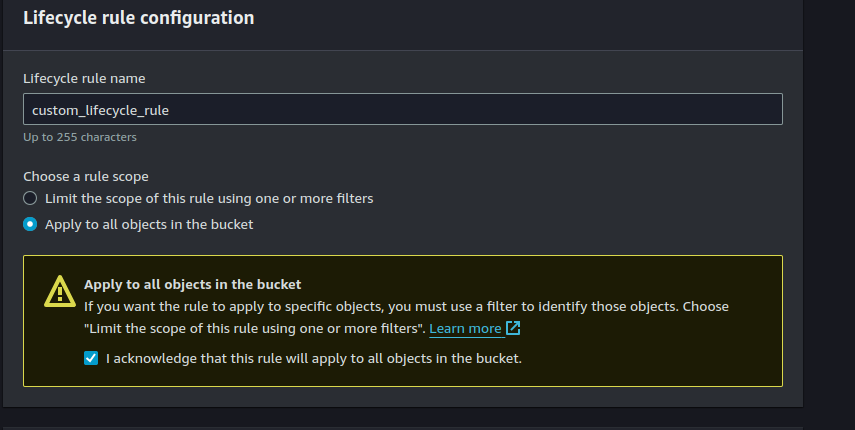 Lifecycle rule configuration
Lifecycle rule name
custom_lifecycle_rule
Up to 255 characters
Choose a rule scope
Limit the scope of this rule using one or more filters
Apply to all objects in the bucket
Apply to all objects in the bucket
If you want the rule to apply to specific objects, you must use a filter to identify those objects. Choose
"Limit the scope of this rule using one or more filters". Learn more
I acknowledge that this rule will apply to all objects in the bucket.